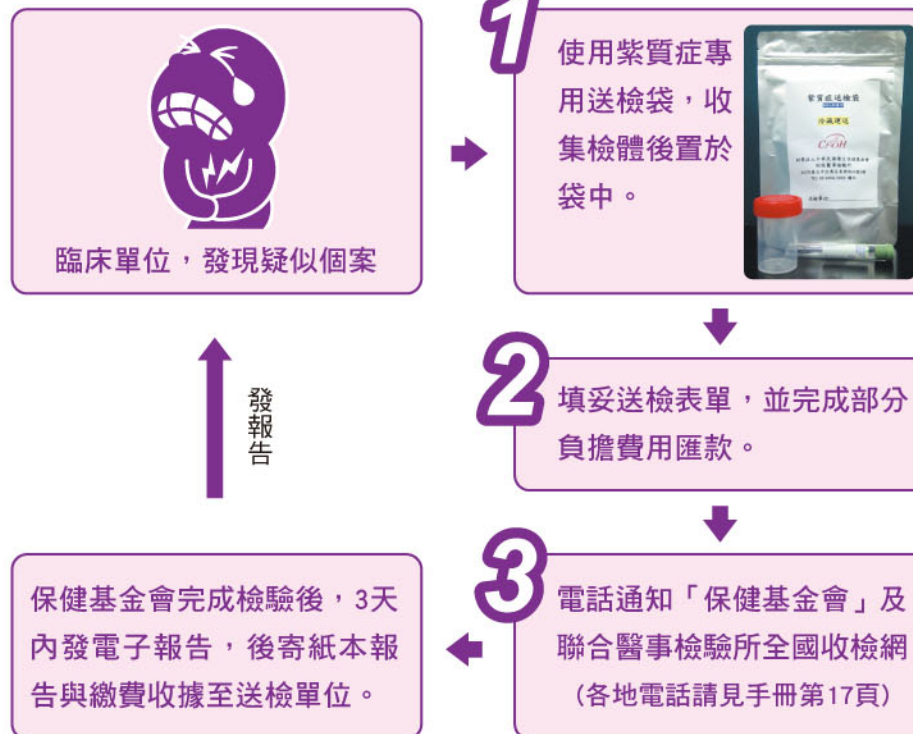 臨床單位，發現疑似個案
1
使用紫質症專
用送檢袋，收
集檢體後置於
袋中。
紫質症送檢袋
冷藏運送
CFOH
2
填妥送檢表單，並完成部分
負擔費用匯款。
3
電話通知「保健基金會」及
聯合醫事檢驗所全國收檢網
(各地電話請見手冊第17頁)
保健基金會完成檢驗後，3天
內發電子報告，後寄紙本報
告與繳費收據至送檢單位。
發報告